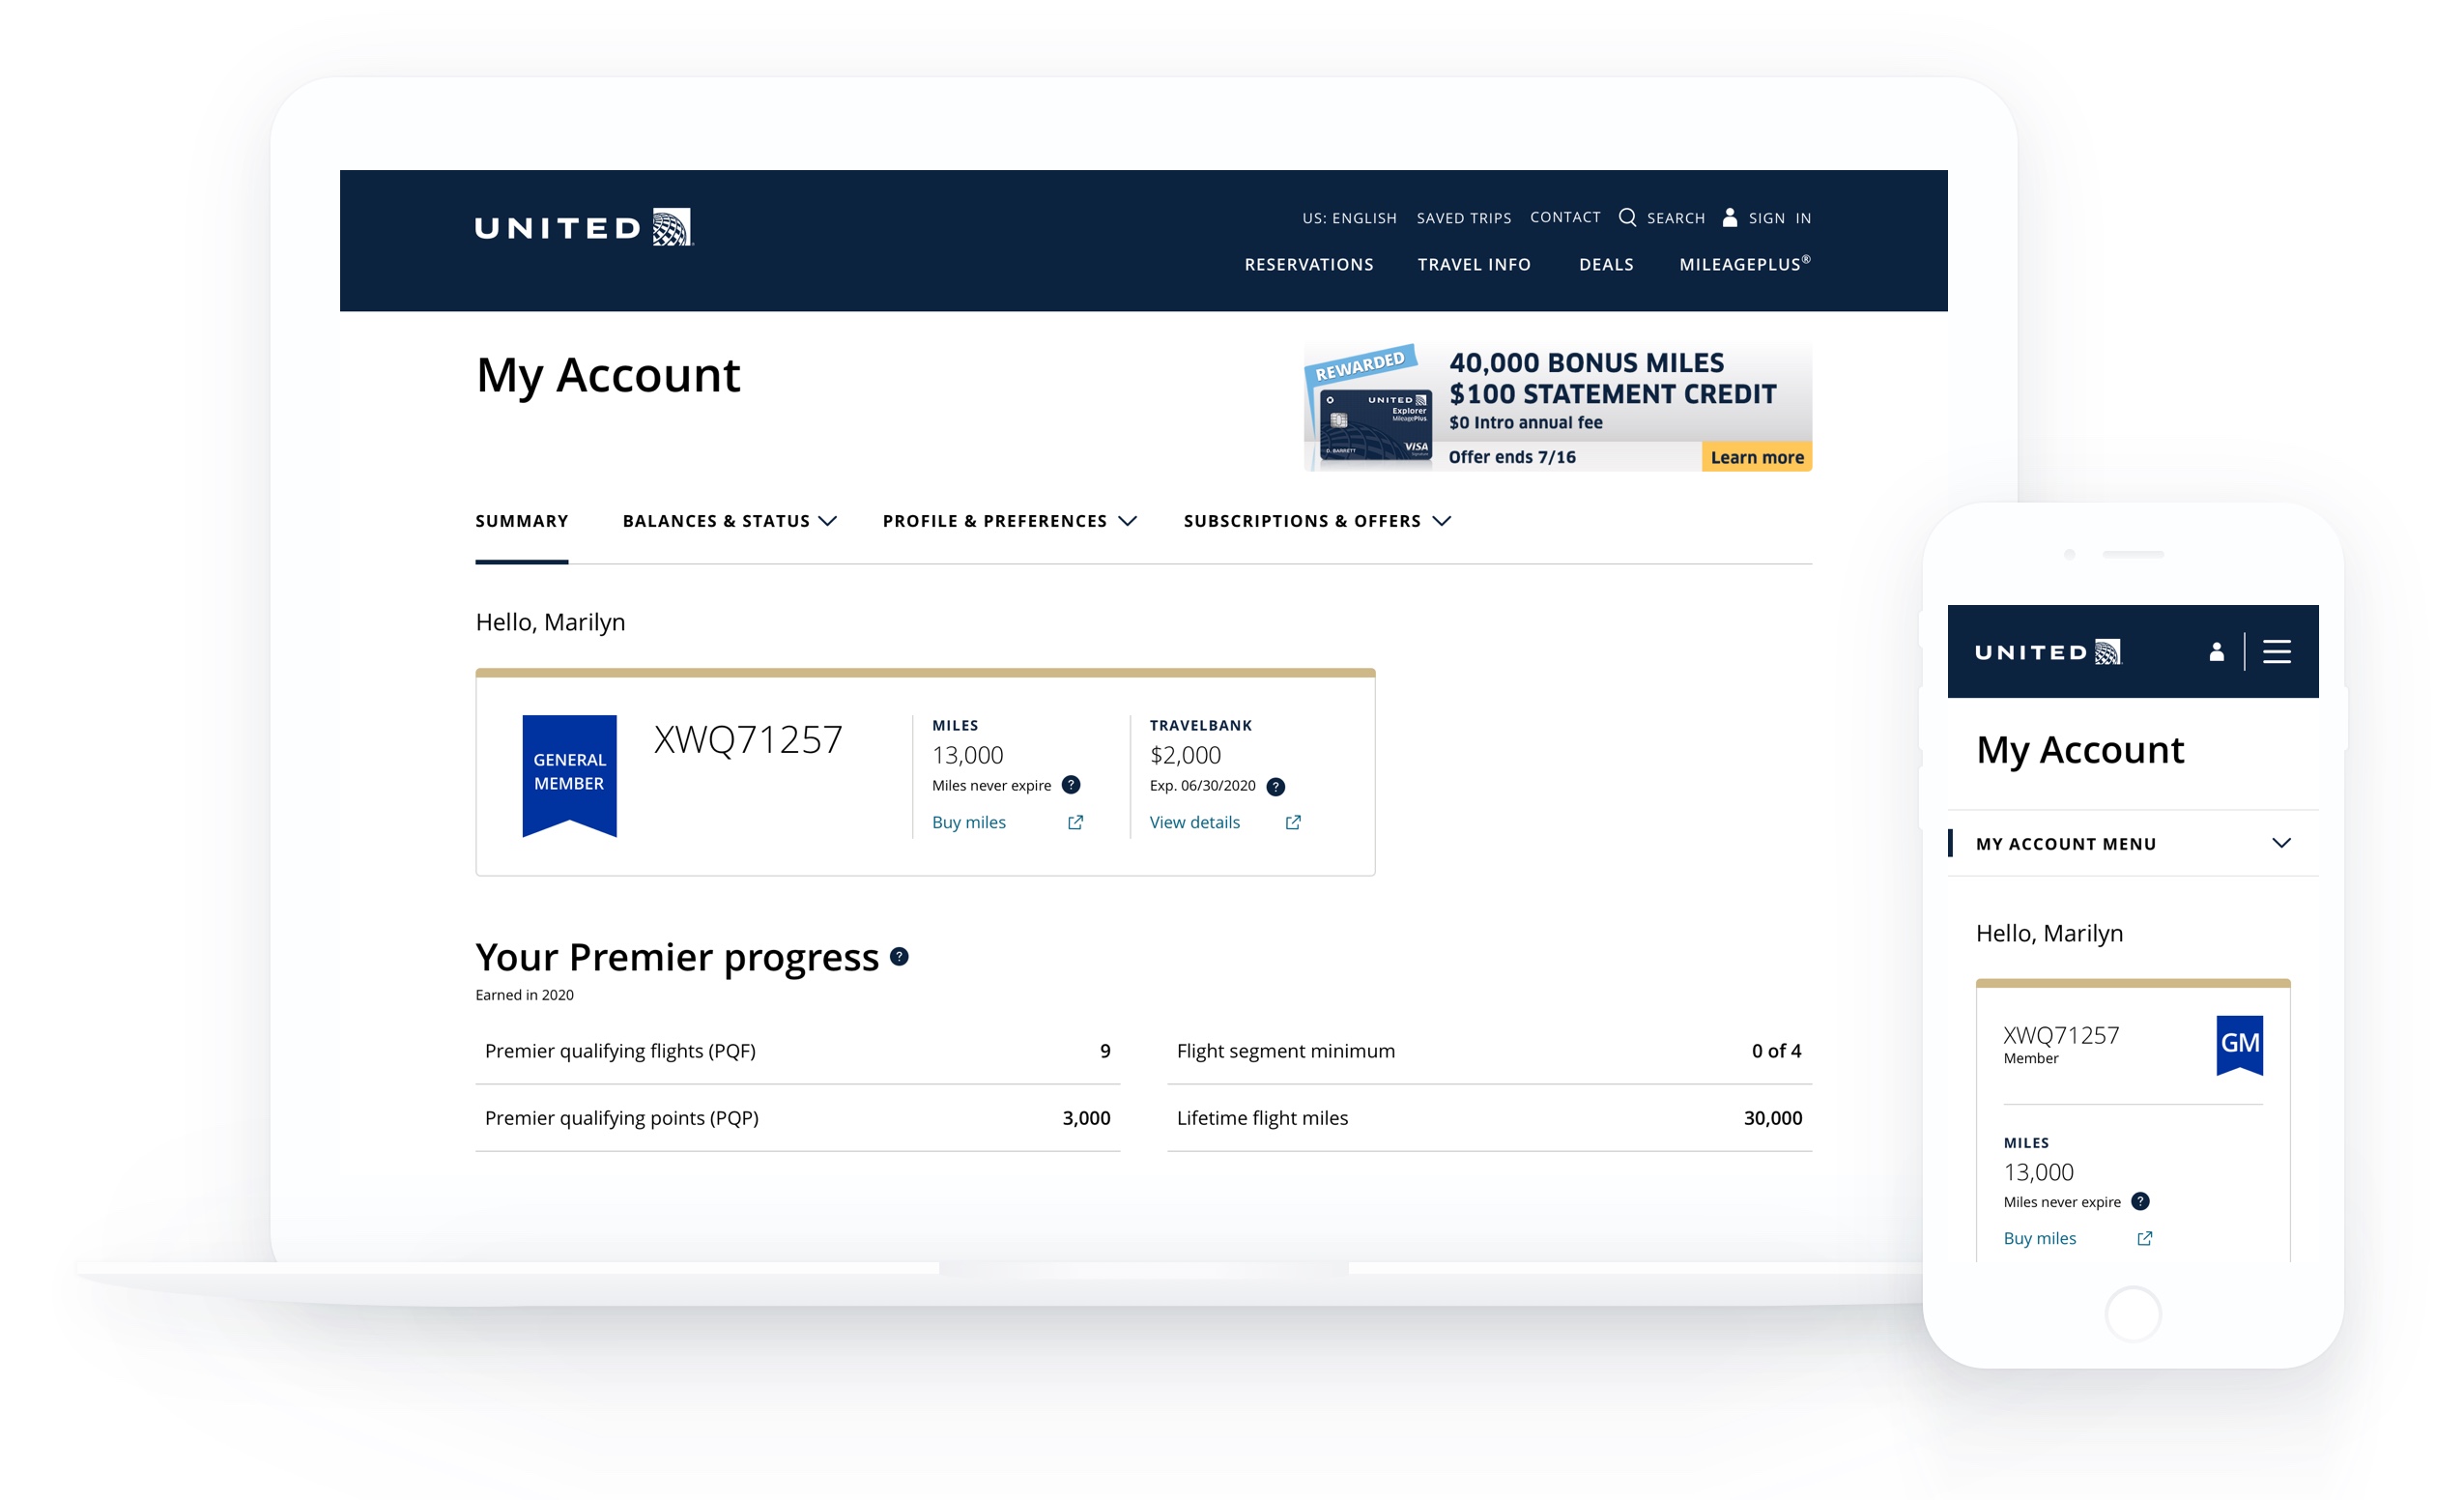 UNITED
US: ENGLISH SAVED TRIPS CONTACT SEARCH SIGN IN
RESERVATIONS TRAVEL INFO DEALS MILEAGEPLUS®
My Account
REWARDED
UNITED
Explorer
MileagePlus
VISA
Signature
D. BARRETT
40,000 BONUS MILES
$100 STATEMENT CREDIT
$0 Intro annual fee
Offer ends 7/16
Learn more
SUMMARY BALANCES & STATUS PROFILE & PREFERENCES SUBSCRIPTIONS & OFFERS
Hello, Marilyn
GENERAL
MEMBER
XWQ71257
MILES
13,000
Miles never expire ?
Buy miles
TRAVELBANK
$2,000
Exp. 06/30/2020 ?
View details
Your Premier progress ?
Earned in 2020
Premier qualifying flights (PQF) 9
Flight segment minimum 0 of 4
Premier qualifying points (PQP) 3,000
Lifetime flight miles 30,000
UNITED
My Account
MY ACCOUNT MENU
Hello, Marilyn
XWQ71257
Member
GM
MILES
13,000
Miles never expire ?
Buy miles